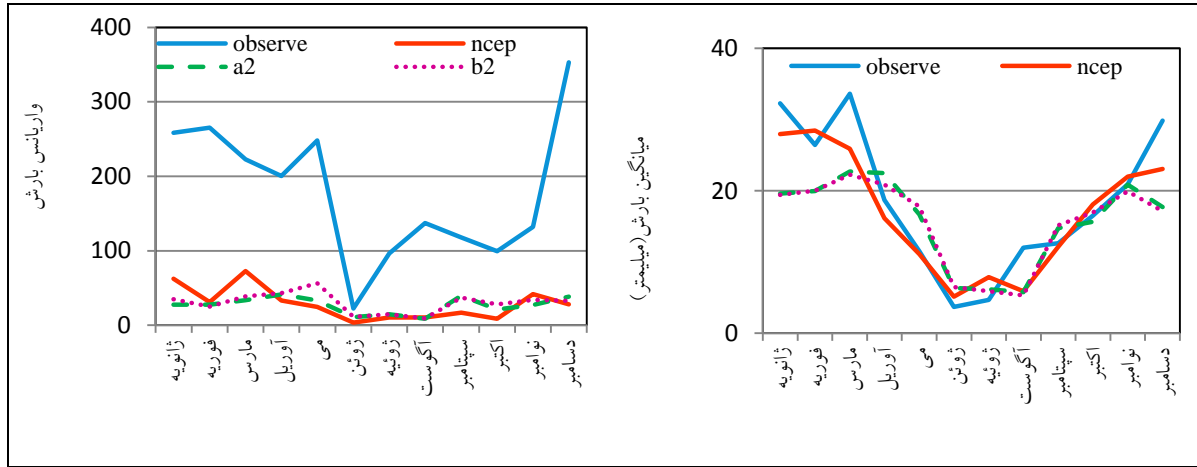 400
300
200
100
0
observe
ncep
a2
b2
واریانس بارش
ژانویه
فوریه
مارس
آوریل
می
ژوئن
ژوئیه
آگوست
سپتامبر
اکتبر
نوامبر
دسامبر
40
20
0
observe
ncep
میانگین بارش(میلیمتر)
ژانویه
فوریه
مارس
آوریل
می
ژوئن
ژوئیه
آگوست
سپتامبر
اکتبر
نوامبر
دسامبر